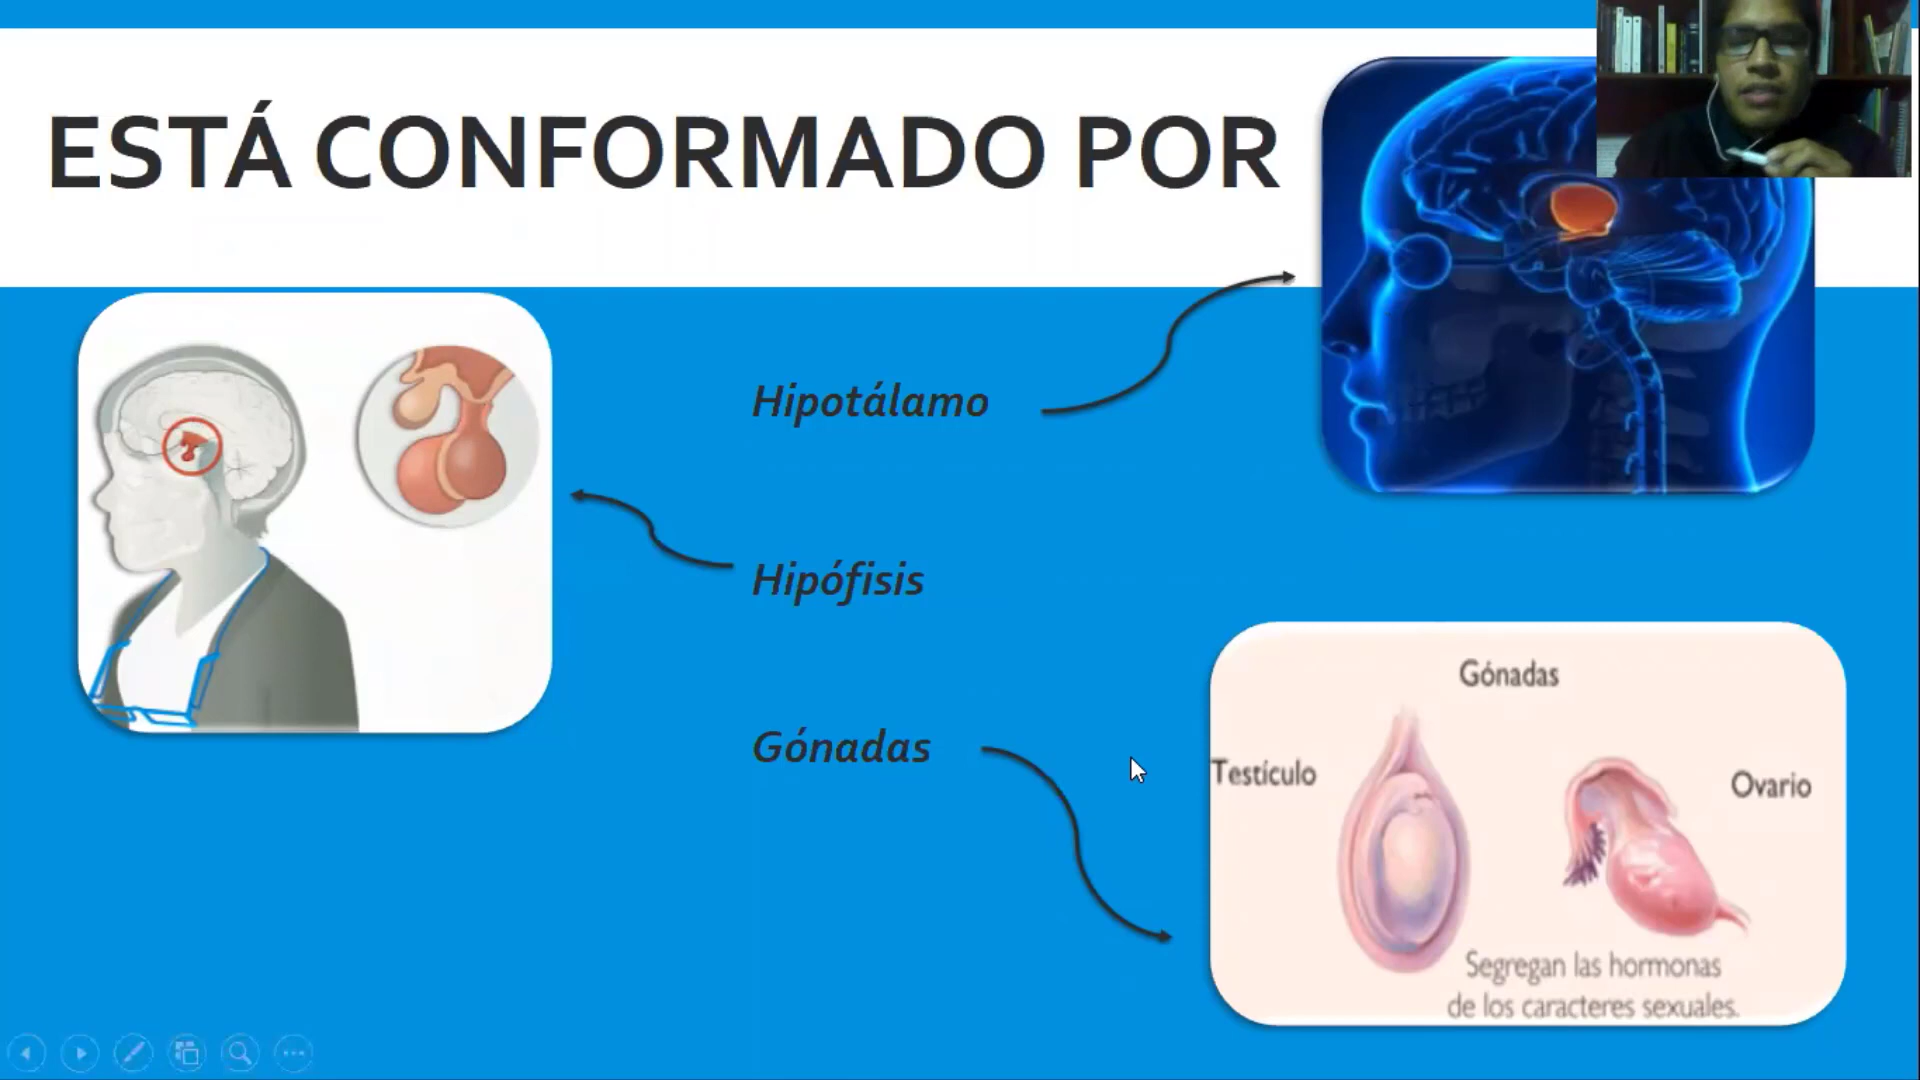 ESTÁ CONFORMADO POR
Hipotálamo
Hipófisis
Gónadas
Gónadas
Testículo
Ovario
Segregan las hormonas
de los caracteres sexuales.